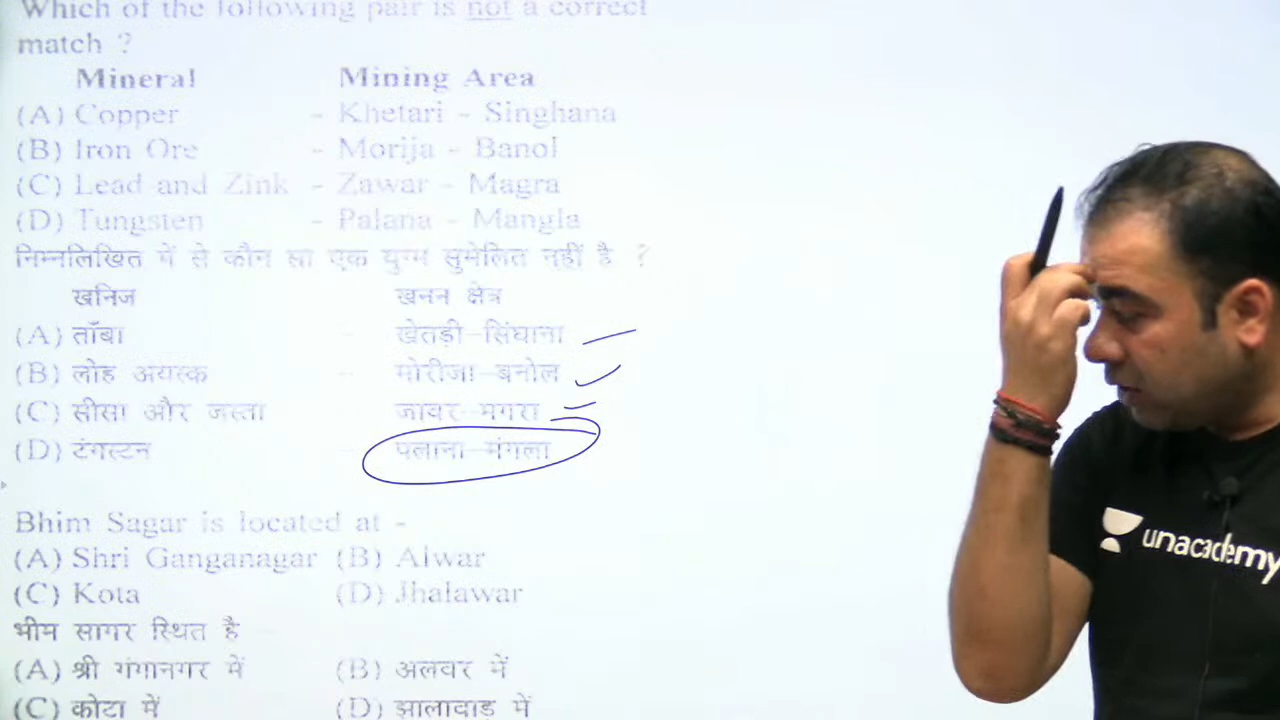 Which of the following pair is not a correct
match ?
Mineral Mining Area
(A) Copper - Khetari - Singhana
(B) Iron Ore - Morija - Banol
(C) Lead and Zink - Zawar - Magra
(D) Tungsten - Palana - Mangla
निम्नलिखित में से कौन सा एक युग्म सुमेलित नहीं है ?
खनिज खनन क्षेत्र
(A) ताँबा - खेतड़ी-सिंघाना
(B) लोह अयस्क - मोरीजा-बनोल
(C) सीसा और जस्ता जावर-मगरा
(D) टंगस्टन - पलाना-मंगला
Bhim Sagar is located at -
(A) Shri Ganganagar (B) Alwar
(C) Kota (D) Jhalawar
भीम सागर स्थित है
(A) श्री गंगानगर में (B) अलवर में
(C) कोटा में (D) झालावाड़ में
unacademy